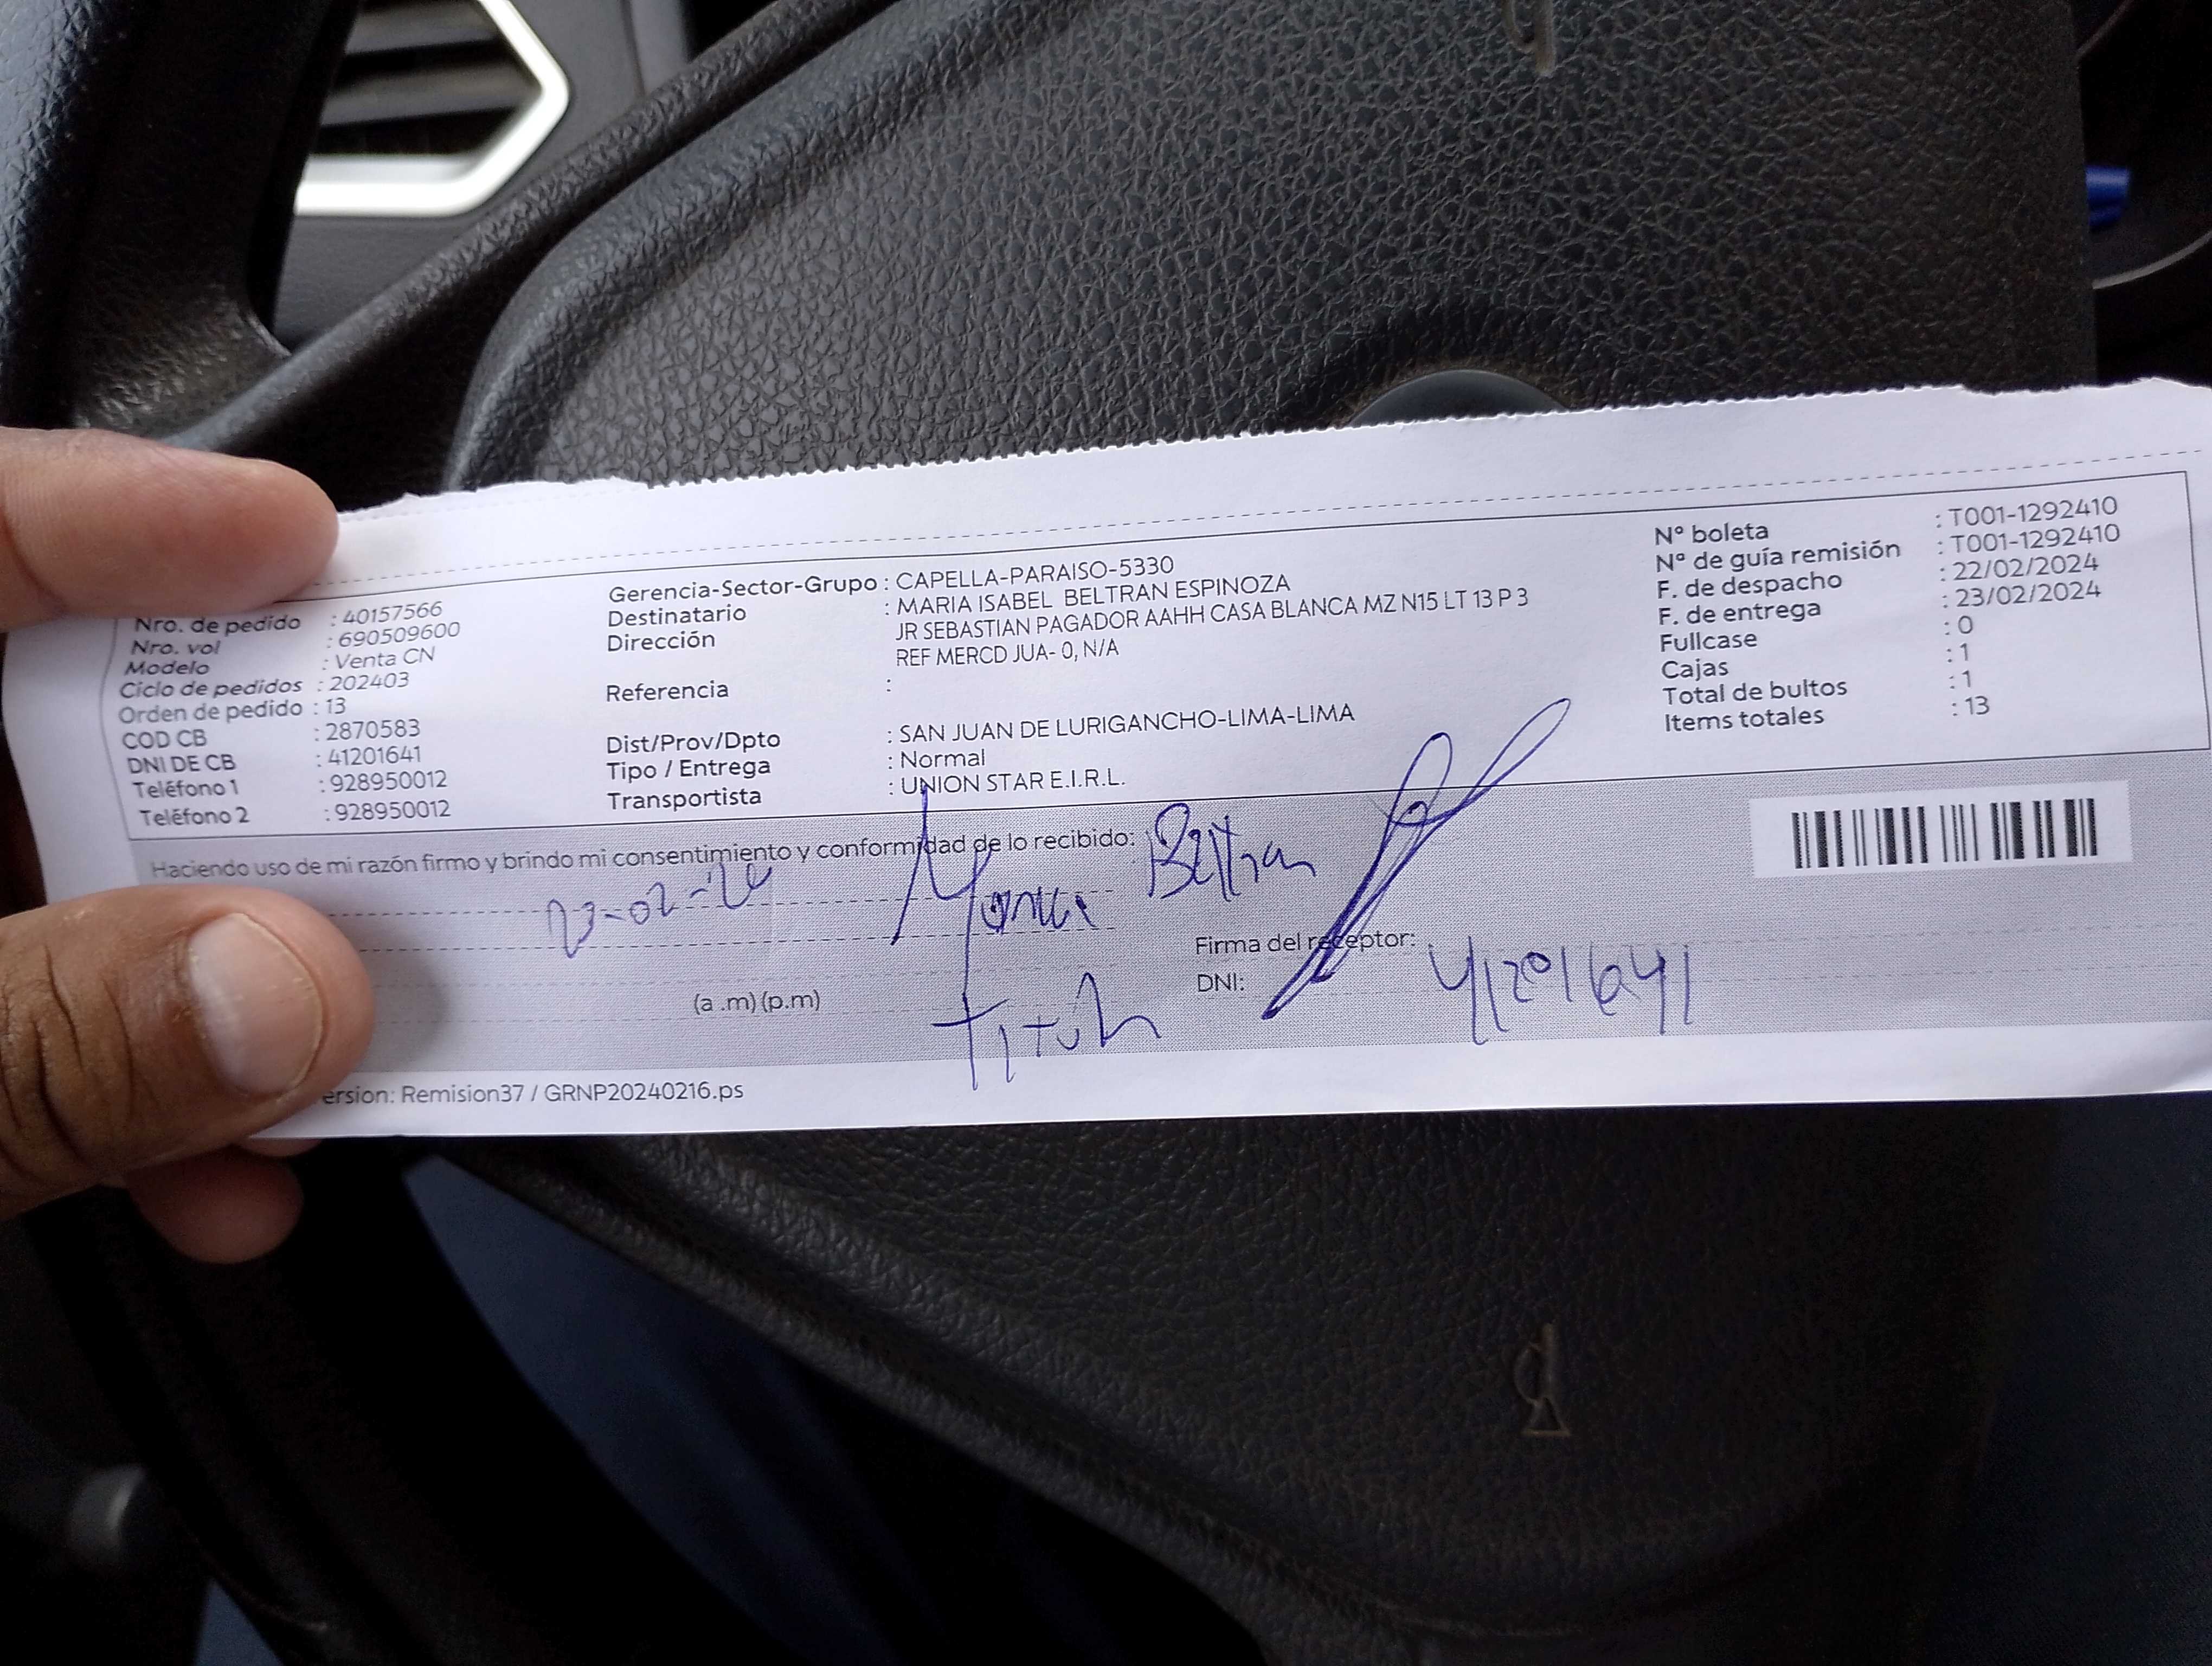 Nro. de pedido : 40157566
Nro. vol : 690509600
Modelo : Venta CN
Ciclo de pedidos : 202403
Orden de pedido : 13
COD CB : 2870583
DNI DE CB : 41201641
Teléfono 1 : 928950012
Teléfono 2 : 928950012
Gerencia-Sector-Grupo : CAPELLA-PARAISO-5330
Destinatario : MARIA ISABEL BELTRAN ESPINOZA
Dirección JR SEBASTIAN PAGADOR AAHH CASA BLANCA MZ N15 LT 13 P 3
REF MERCD JUA- 0, N/A
Referencia :
Dist/Prov/Dpto : SAN JUAN DE LURIGANCHO-LIMA-LIMA
Tipo / Entrega : Normal
Transportista : UNION STAR E.I.R.L.
N° boleta : T001-1292410
Nº de guía remisión : T001-1292410
F. de despacho : 22/02/2024
F. de entrega : 23/02/2024
Fullcase : 0
Cajas : 1
Total de bultos : 1
Items totales : 13
Haciendo uso de mi razón firmo y brindo mi consentimiento y conformidad de lo recibido:
23-02-24
Beltran
Firma del receptor:
DNI: 41201641
(a .m) (p.m)
ersion: Remision37 / GRNP20240216.ps